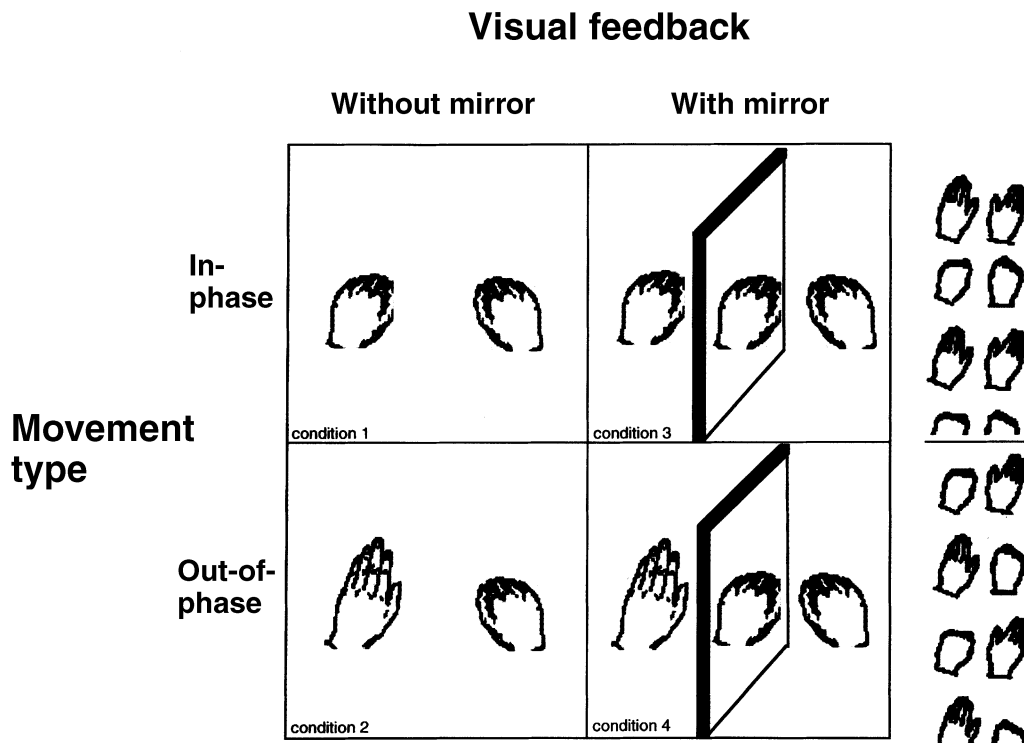 Visual feedback
Without mirror
With mirror
In-
phase
condition 1
condition 3
Movement
type
Out-of-
phase
condition 2
condition 4